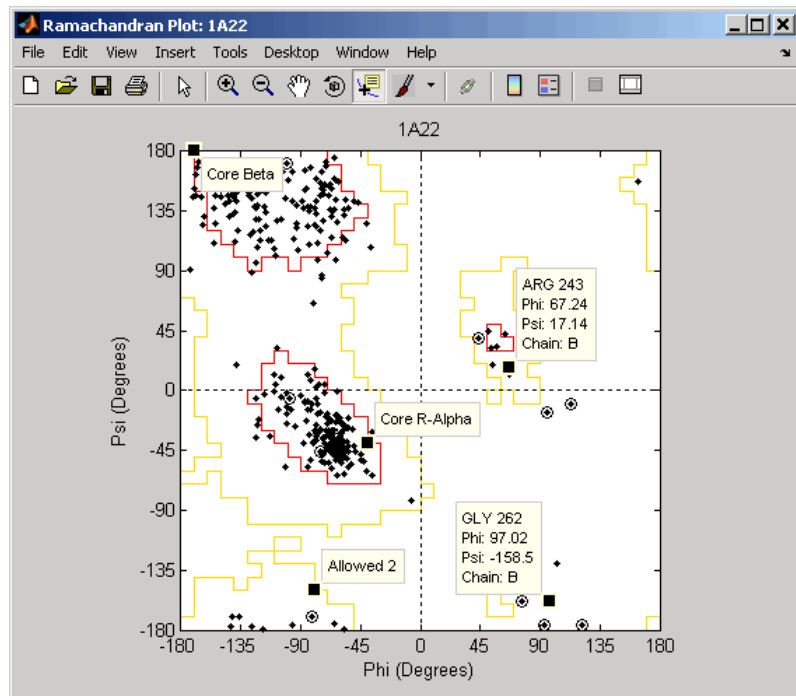 Ramachandran Plot: 1A22
File Edit View Insert Tools Desktop Window Help
1A22
180
135
90
45
0
-45
-90
-135
-180
Psi (Degrees)
Core Beta
ARG 243
Phi: 67.24
Psi: 17.14
Chain: B
Core R-Alpha
GLY 262
Phi: 97.02
Psi: -158.5
Chain: B
Allowed 2
-180 -135 -90 -45 0 45 90 135 180
Phi (Degrees)